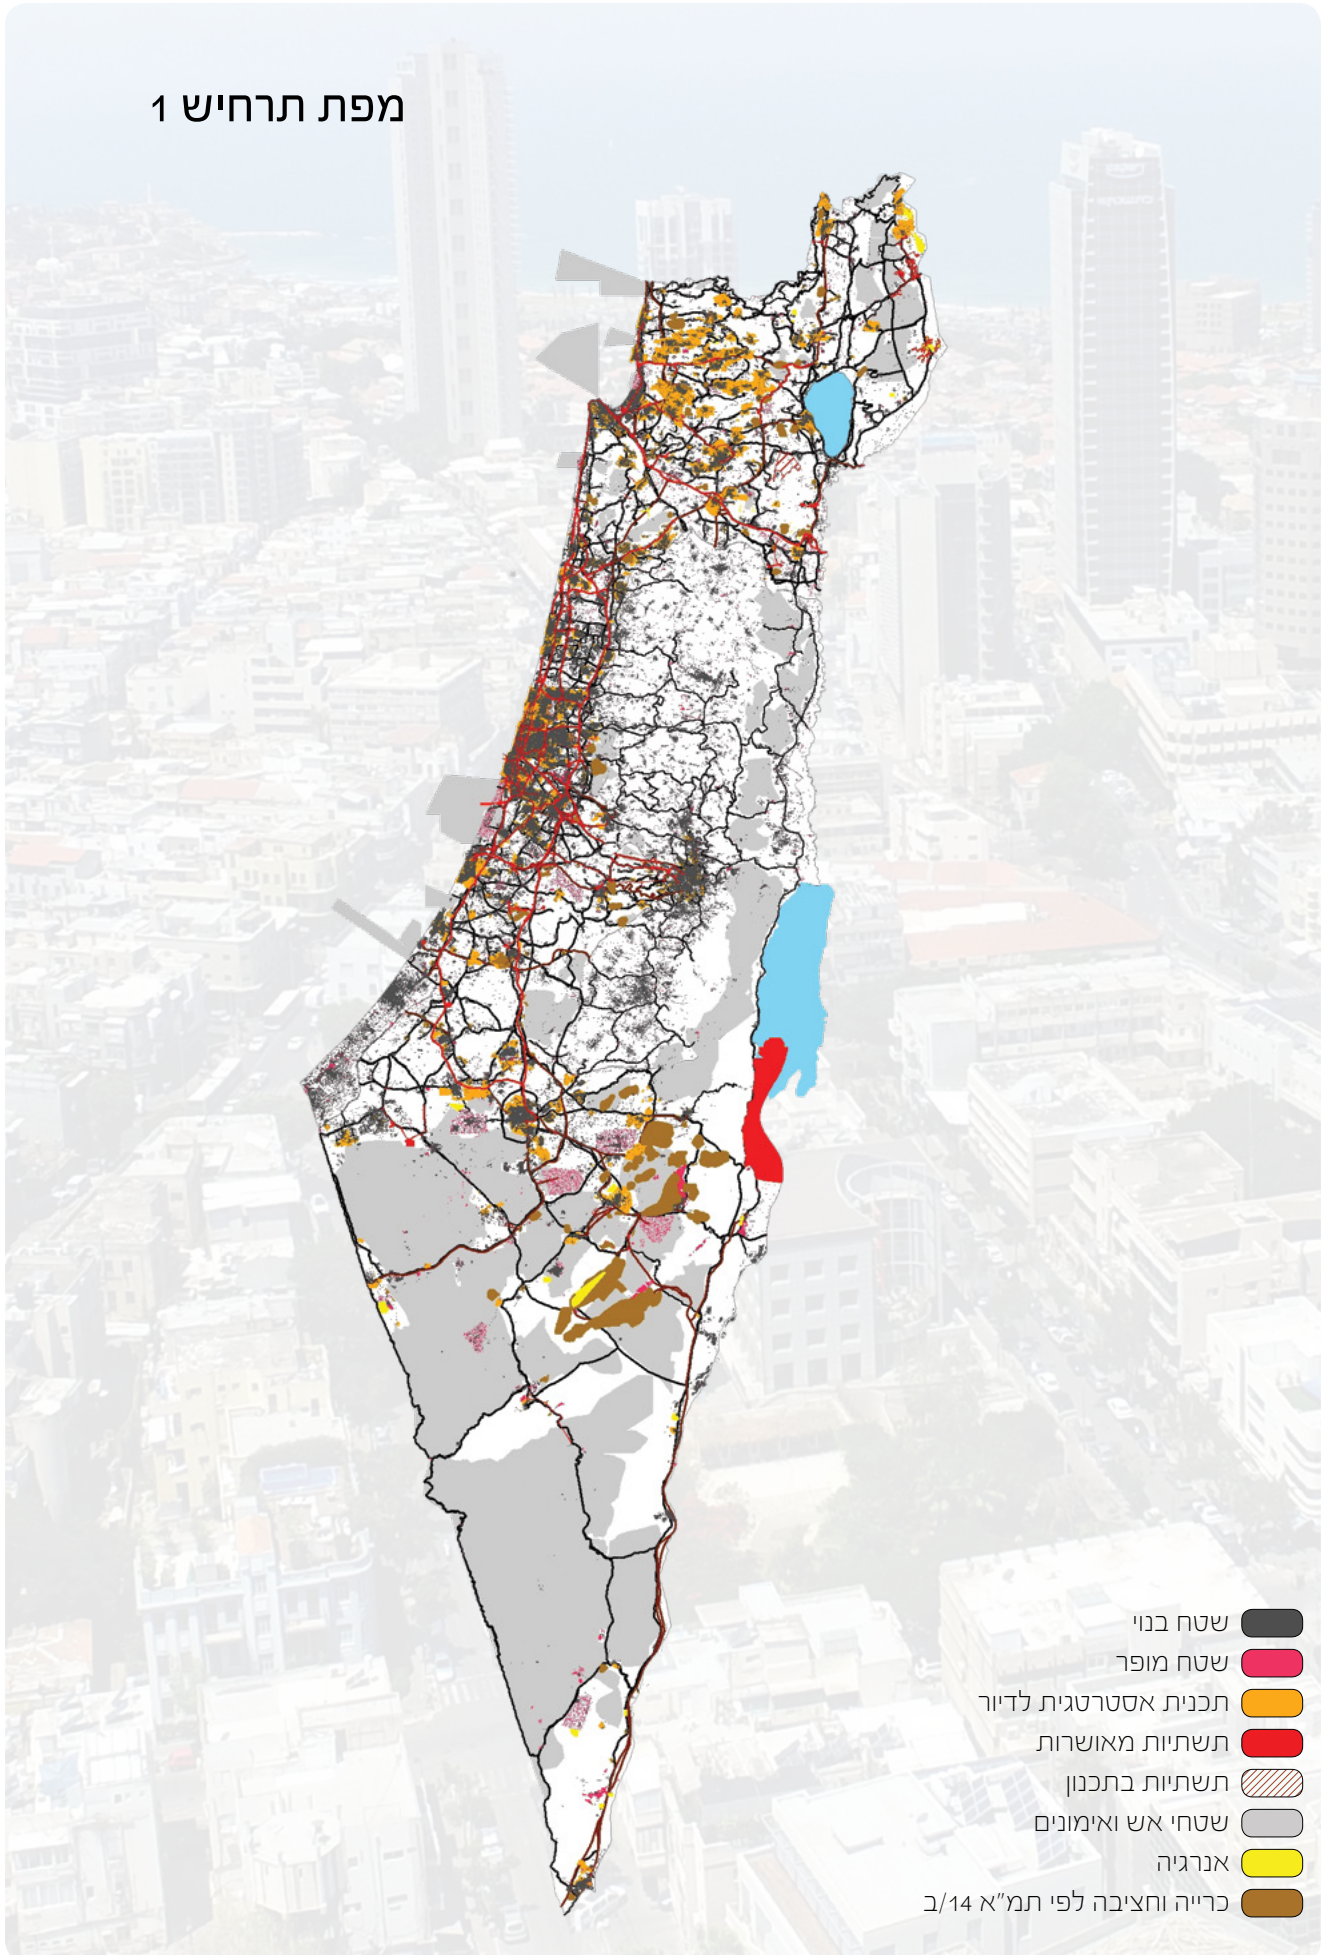 מפת תרחיש 1
שטח בנוי
שטח מופר
תכנית אסטרטגית לדיור
תשתיות מאושרות
תשתיות בתכנון
שטחי אש ואימונים
אנרגיה
כרייה וחציבה לפי תמ"א 14/ב